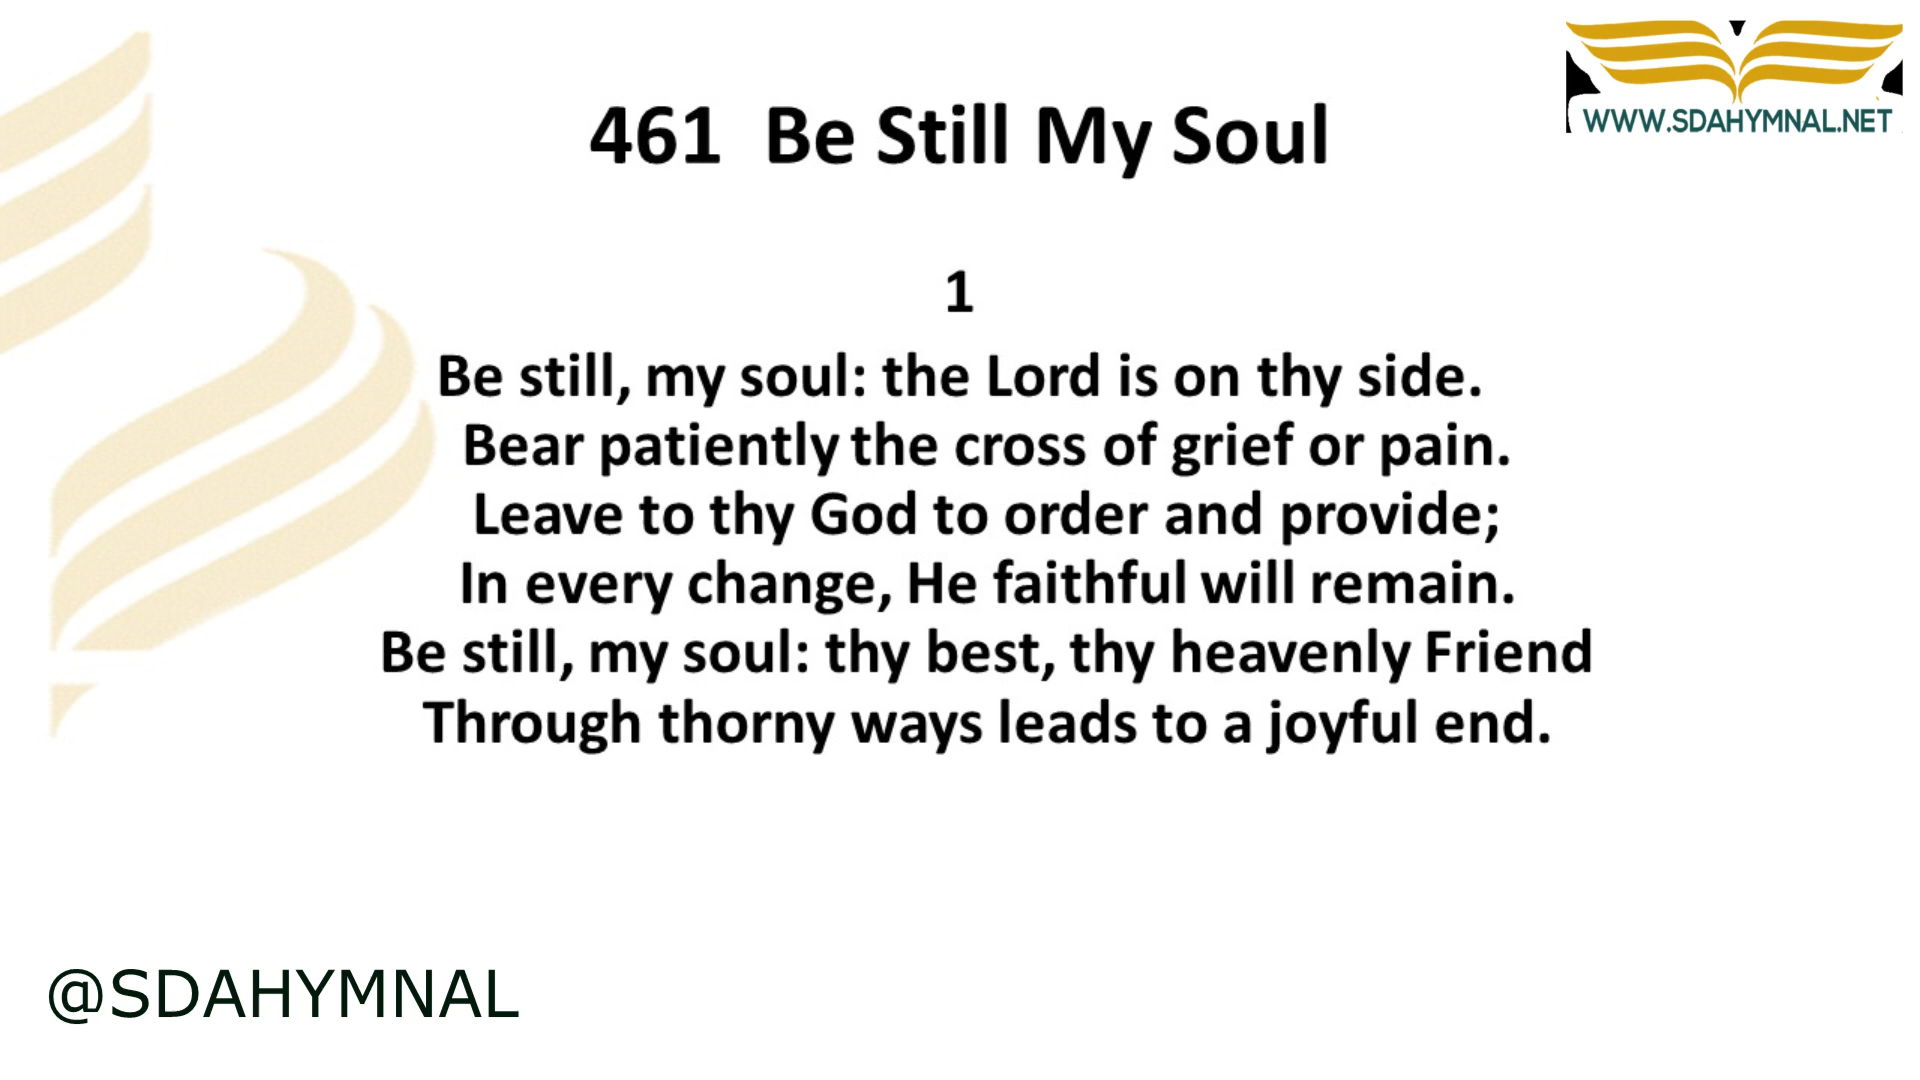 WWW.SDAHYMNAL.NET
461 Be Still My Soul
1
Be still, my soul: the Lord is on thy side.
Bear patiently the cross of grief or pain.
Leave to thy God to order and provide;
In every change, He faithful will remain.
Be still, my soul: thy best, thy heavenly Friend
Through thorny ways leads to a joyful end.
@SDAHYMNAL